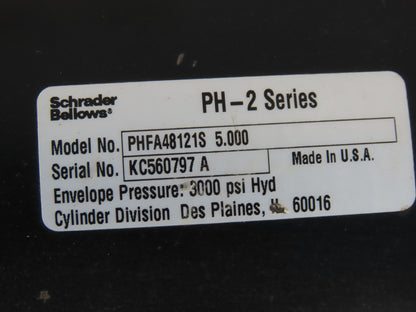 Schrader
Bellows®
PH-2 Series
Model No. PHFA48121S 5.000
Serial No. KC560797 A
Made In U.S.A.
Envelope Pressure: 3000 psi Hyd
Cylinder Division Des Plaines, IL 60016